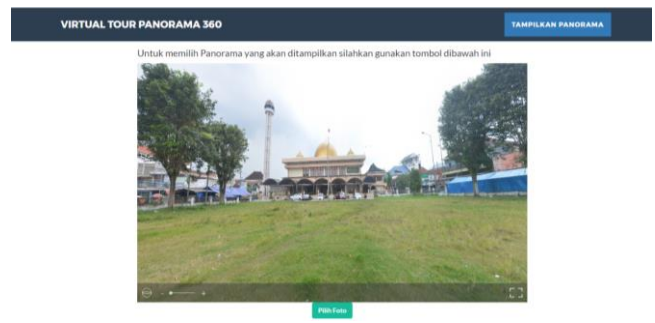 VIRTUAL TOUR PANORAMA 360
TAMPILKAN PANORAMA
Untuk memilih Panorama yang akan ditampilkan silahkan gunakan tombol dibawah ini
Pilih Foto